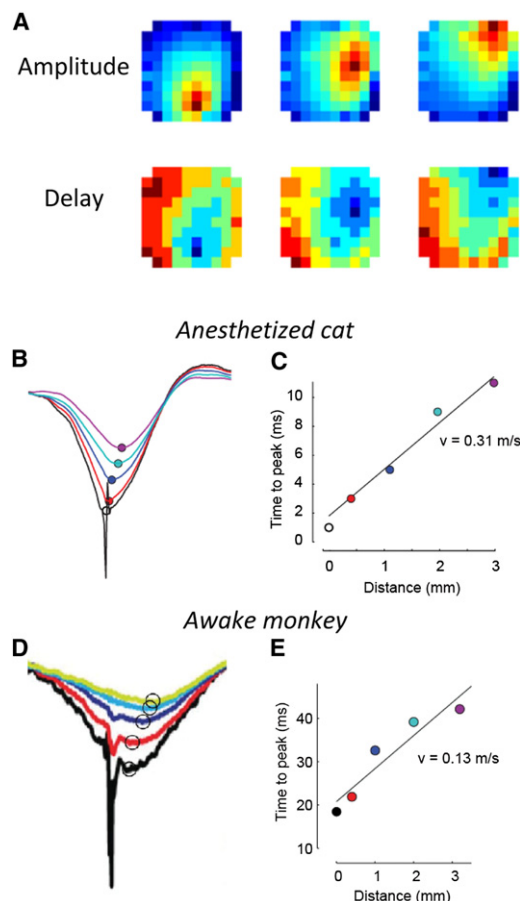 A
Amplitude
Delay
Anesthetized cat
B
C
Time to peak (ms)
10
8
6
4
2
0
v = 0.31 m/s
0 1 2 3
Distance (mm)
Awake monkey
D
E
Time to peak (ms)
40
30
20
10
v = 0.13 m/s
0 1 2 3
Distance (mm)